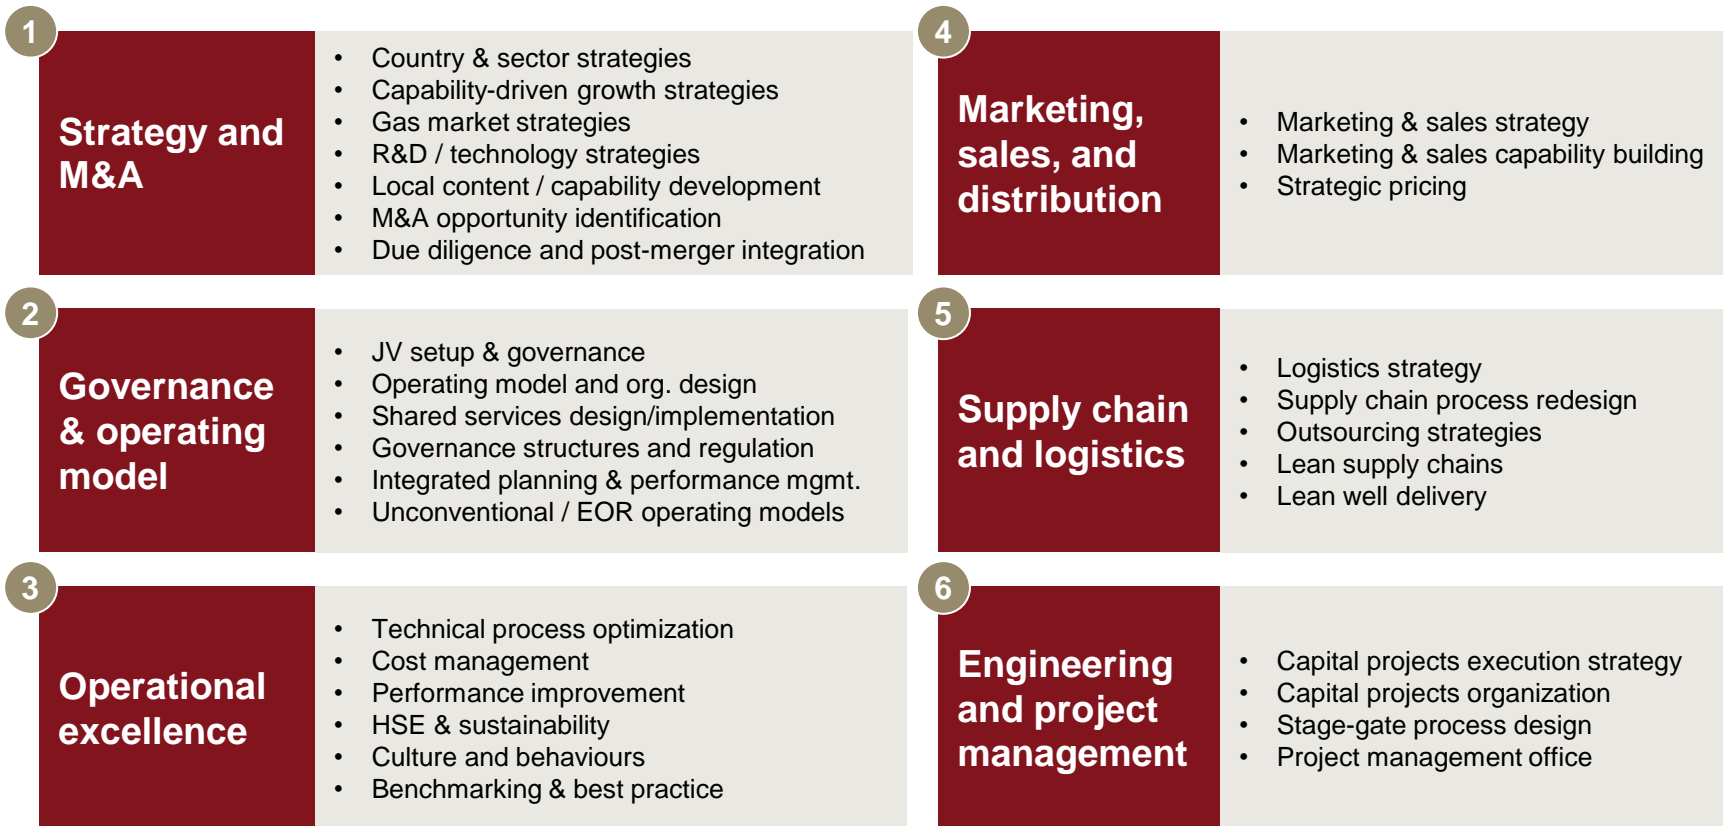 1
Strategy and
M&A
• Country & sector strategies
• Capability-driven growth strategies
• Gas market strategies
• R&D / technology strategies
• Local content / capability development
• M&A opportunity identification
• Due diligence and post-merger integration
2
Governance
& operating
model
• JV setup & governance
• Operating model and org. design
• Shared services design/implementation
• Governance structures and regulation
• Integrated planning & performance mgmt.
• Unconventional / EOR operating models
3
Operational
excellence
• Technical process optimization
• Cost management
• Performance improvement
• HSE & sustainability
• Culture and behaviours
• Benchmarking & best practice
4
Marketing,
sales, and
distribution
• Marketing & sales strategy
• Marketing & sales capability building
• Strategic pricing
5
Supply chain
and logistics
• Logistics strategy
• Supply chain process redesign
• Outsourcing strategies
• Lean supply chains
• Lean well delivery
6
Engineering
and project
management
• Capital projects execution strategy
• Capital projects organization
• Stage-gate process design
• Project management office